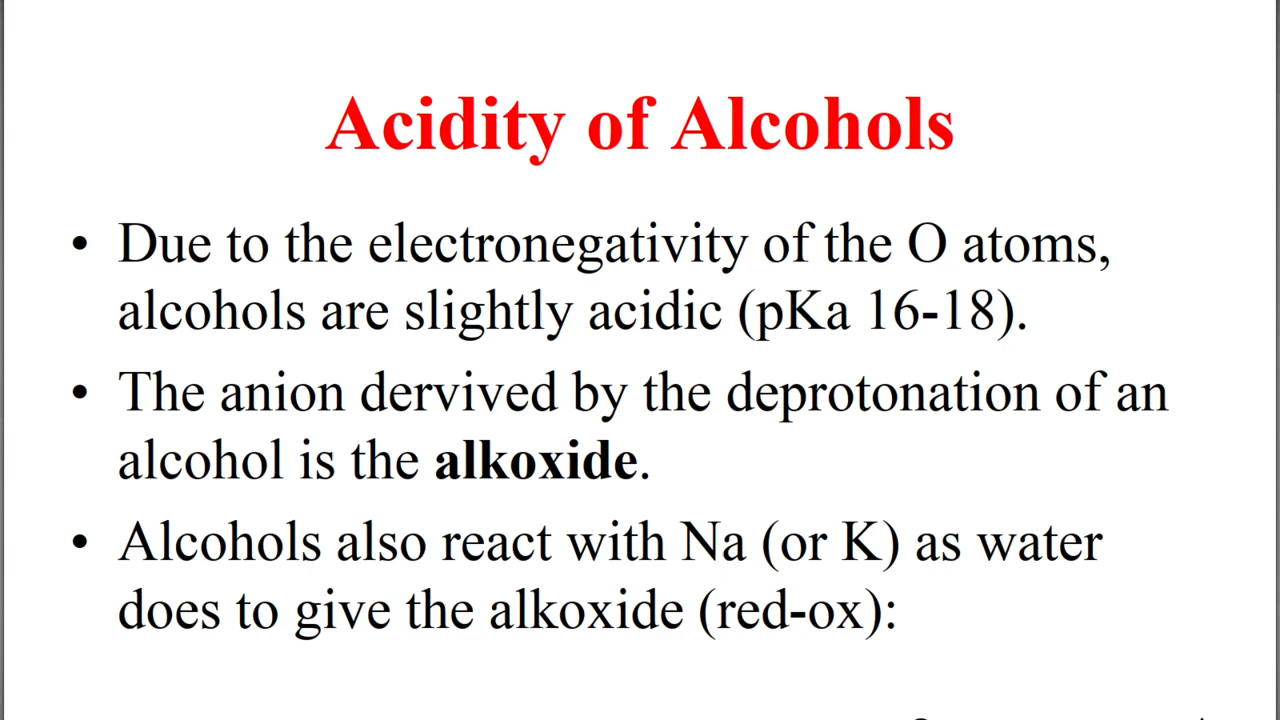 Acidity of Alcohols
• Due to the electronegativity of the O atoms,
alcohols are slightly acidic (pKa 16-18).
• The anion dervived by the deprotonation of an
alcohol is the alkoxide.
• Alcohols also react with Na (or K) as water
does to give the alkoxide (red-ox):